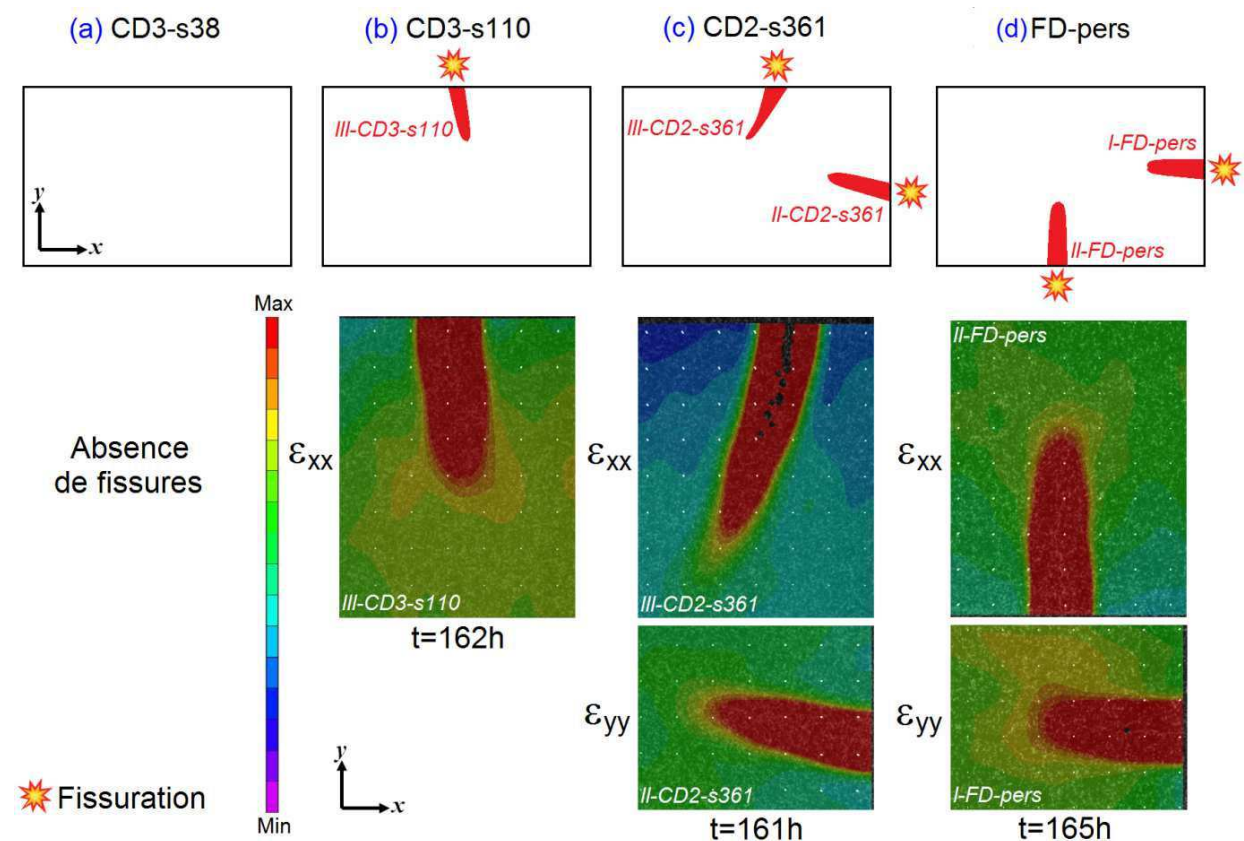 (a) CD3-s38
(b) CD3-s110
(c) CD2-s361
(d) FD-pers
III-CD3-s110
III-CD2-s361
II-CD2-s361
I-FD-pers
II-FD-pers
y
x
Max
Min
Absence
de fissures
εxx
III-CD3-s110
t=162h
εxx
III-CD2-s361
εyy
II-CD2-s361
t=161h
εxx
II-FD-pers
εyy
I-FD-pers
t=165h
y
x
Fissuration